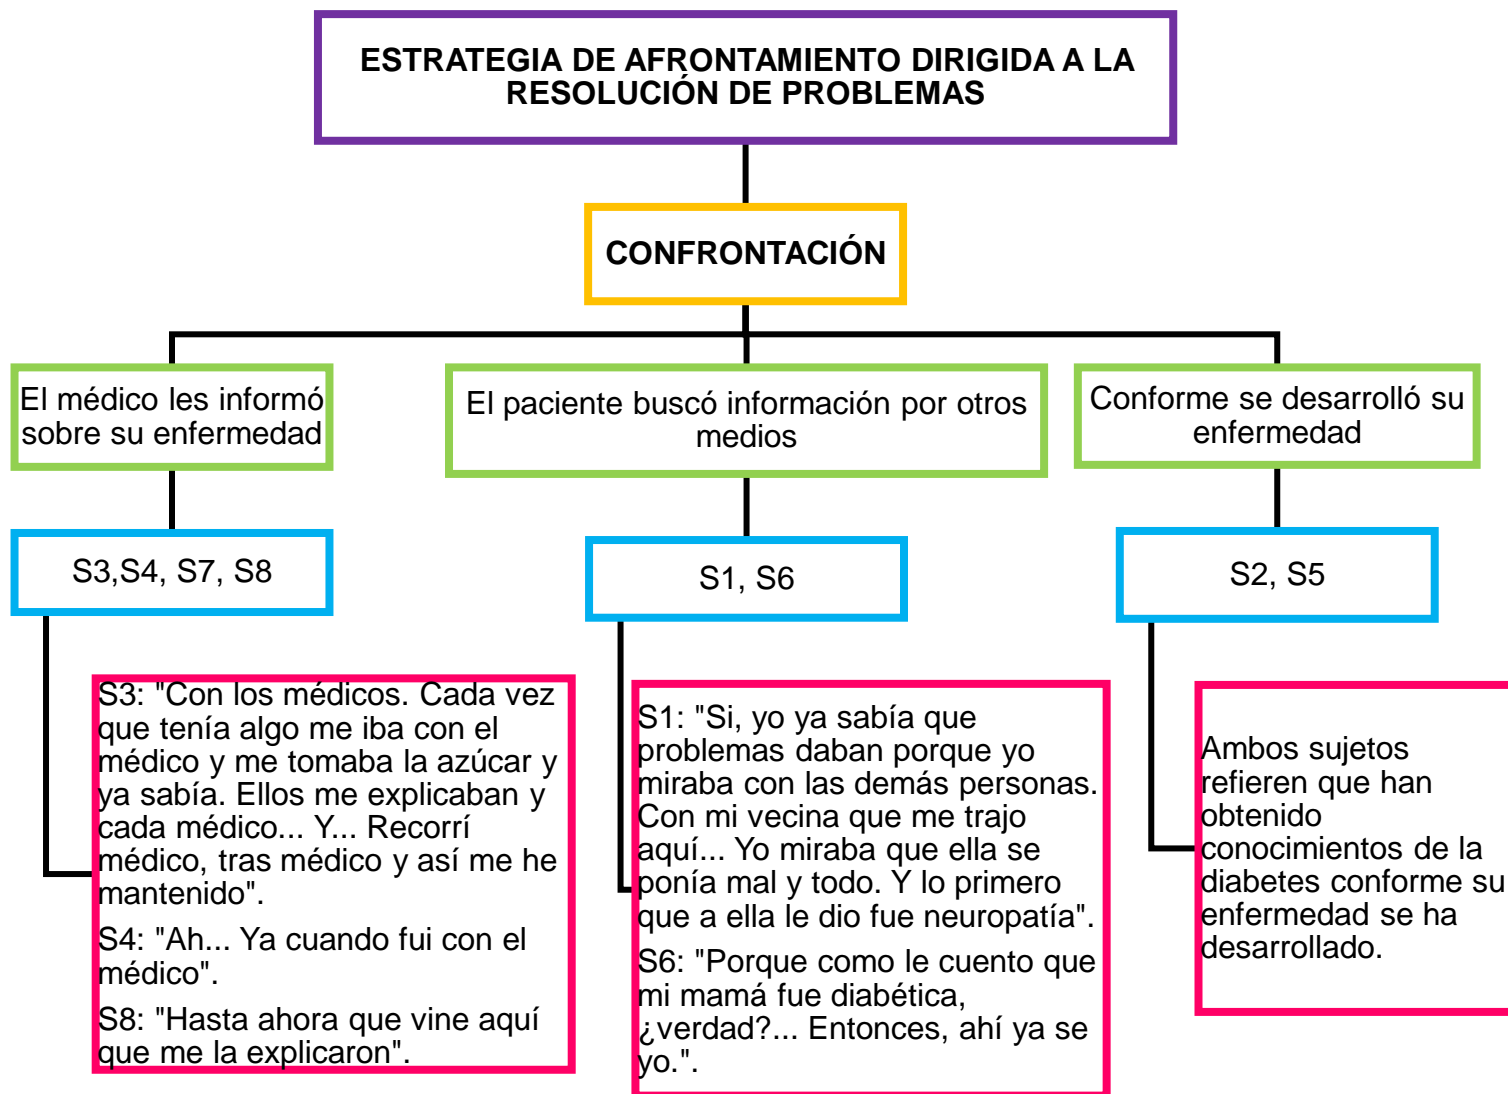 ESTRATEGIA DE AFRONTAMIENTO DIRIGIDA A LA
RESOLUCIÓN DE PROBLEMAS
CONFRONTACIÓN
El médico les informó
sobre su enfermedad
El paciente buscó información por otros
medios
Conforme se desarrolló su
enfermedad
S3,S4, S7, S8
S1, S6
S2, S5
S3: "Con los médicos. Cada vez
que tenía algo me iba con el
médico y me tomaba la azúcar y
ya sabía. Ellos me explicaban y
cada médico... Y... Recorrí
médico, tras médico y así me he
mantenido".
S4: "Ah... Ya cuando fui con el
médico".
S8: "Hasta ahora que vine aquí
que me la explicaron".
S1: "Si, yo ya sabía que
problemas daban porque yo
miraba con las demás personas.
Con mi vecina que me trajo
aquí... Yo miraba que ella se
ponía mal y todo. Y lo primero
que a ella le dio fue neuropatía".
S6: "Porque como le cuento que
mi mamá fue diabética,
¿verdad?... Entonces, ahí ya se
yo.".
Ambos sujetos
refieren que han
obtenido
conocimientos de la
diabetes conforme su
enfermedad se ha
desarrollado.